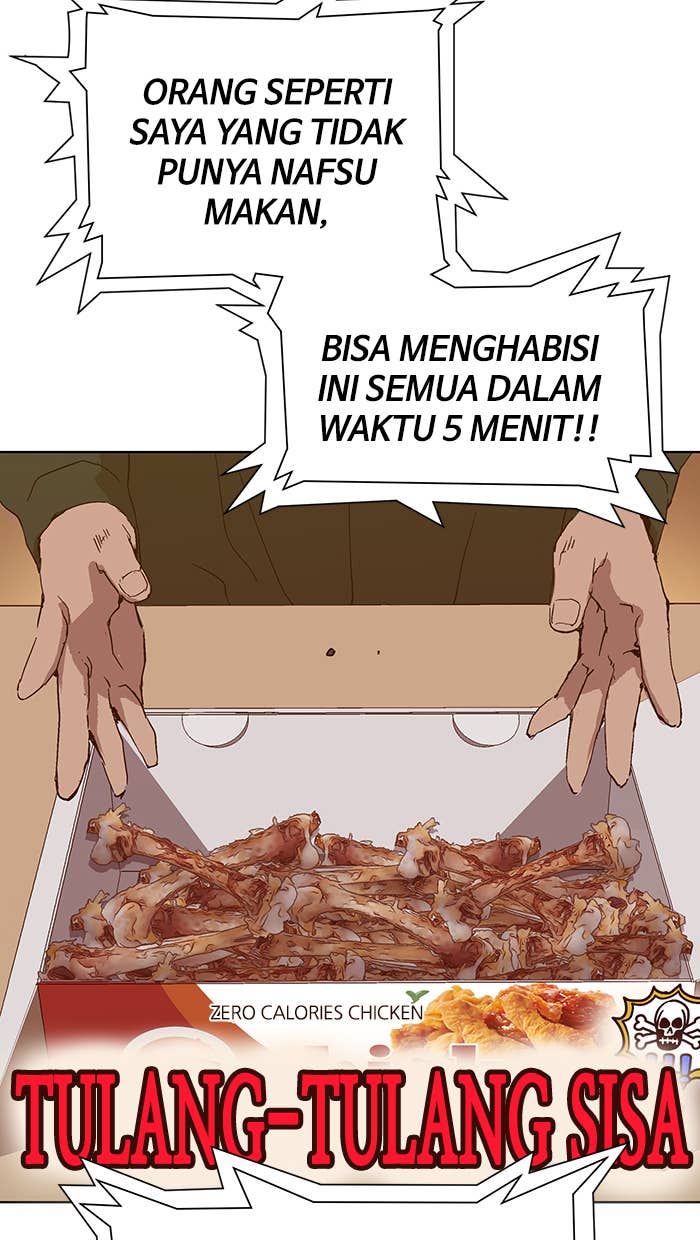 ORANG SEPERTI
SAYA YANG TIDAK
PUNYA NAFSU
MAKAN,
BISA MENGHABISI
INI SEMUA DALAM
WAKTU 5 MENIT!!
ZERO CALORIES CHICKEN
TULANG-TULANG SISA